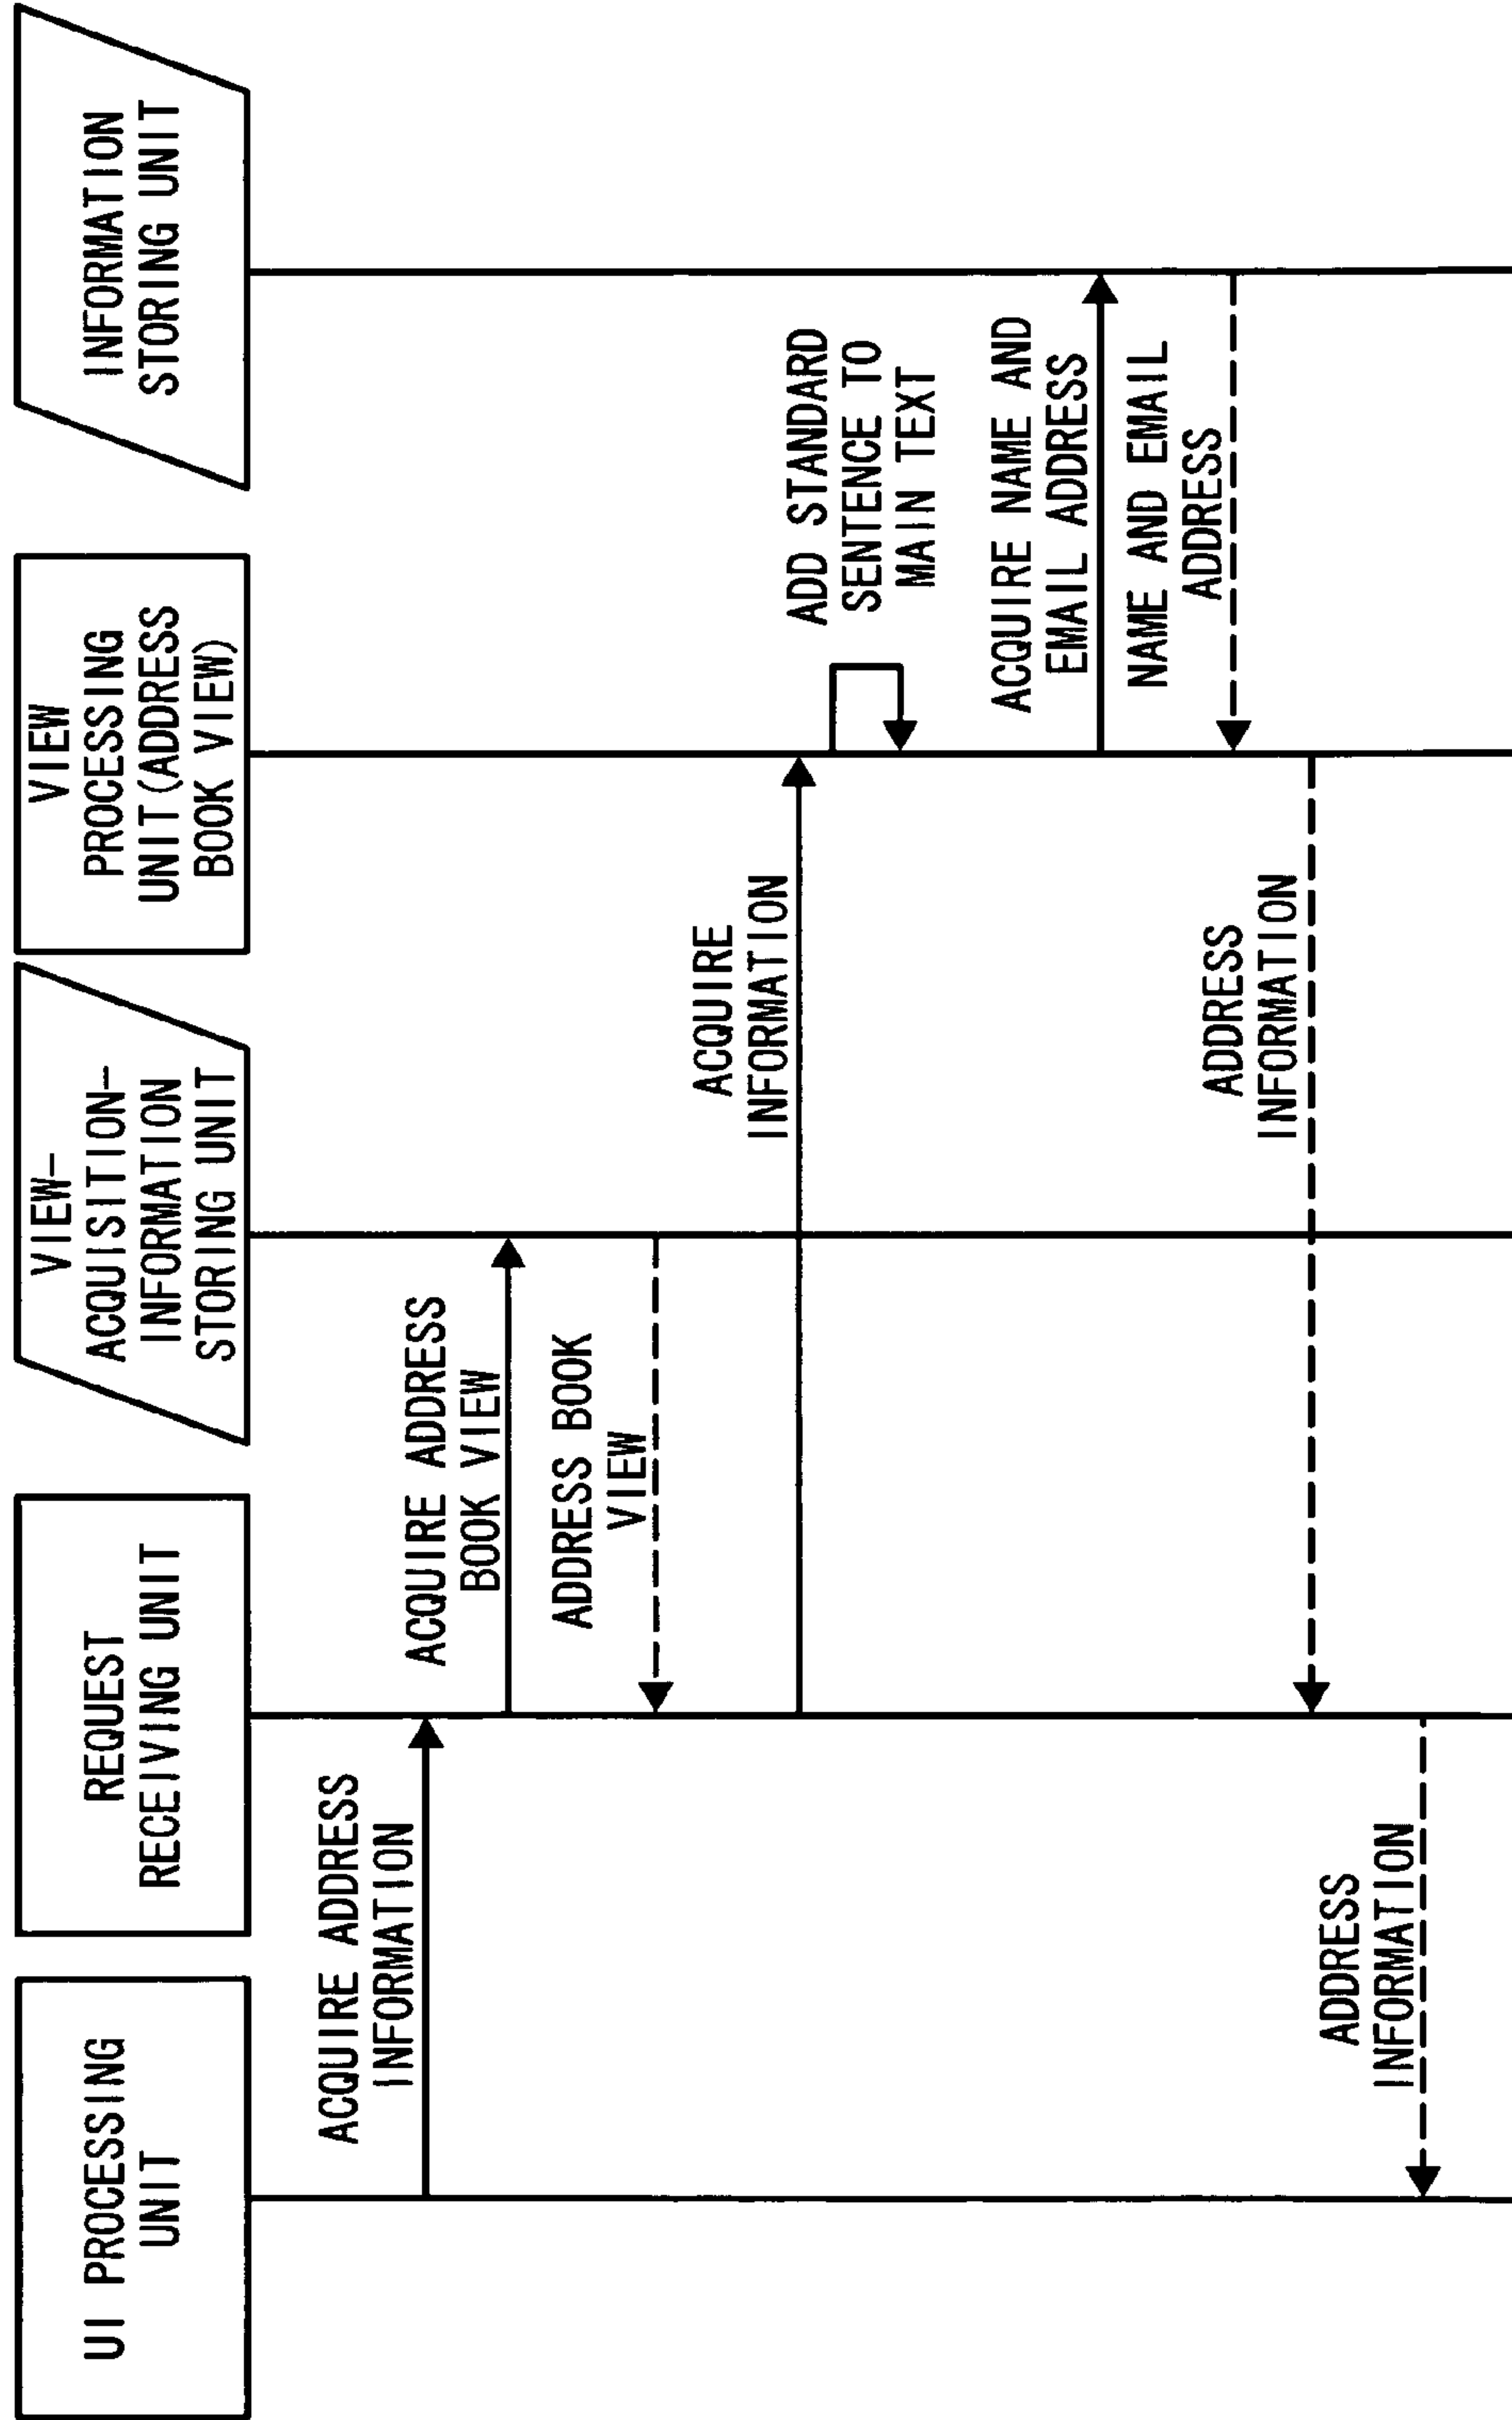 UI PROCESSING
UNIT
REQUEST
RECEIVING UNIT
VIEW-
ACQUISITION-
INFORMATION
STORING UNIT
VIEW
PROCESSING
UNIT(ADDRESS
BOOK VIEW)
INFORMATION
STORING UNIT
ACQUIRE ADDRESS
INFORMATION
ACQUIRE ADDRESS
BOOK VIEW
ADDRESS BOOK
VIEW
ACQUIRE
INFORMATION
ADD STANDARD
SENTENCE TO
MAIN TEXT
ACQUIRE NAME AND
EMAIL ADDRESS
NAME AND EMAIL
ADDRESS
ADDRESS
INFORMATION
ADDRESS
INFORMATION